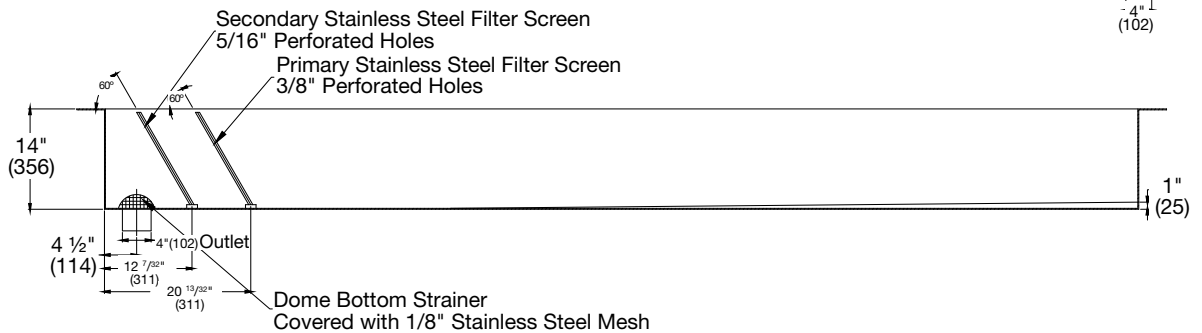 4"
(102)
Secondary Stainless Steel Filter Screen
5/16" Perforated Holes
Primary Stainless Steel Filter Screen
3/8" Perforated Holes
60°
60°
14"
(356)
1"
(25)
4 ½"
(114)
4"(102) Outlet
12 7/32"
(311)
20 13/32"
(311)
Dome Bottom Strainer
Covered with 1/8" Stainless Steel Mesh